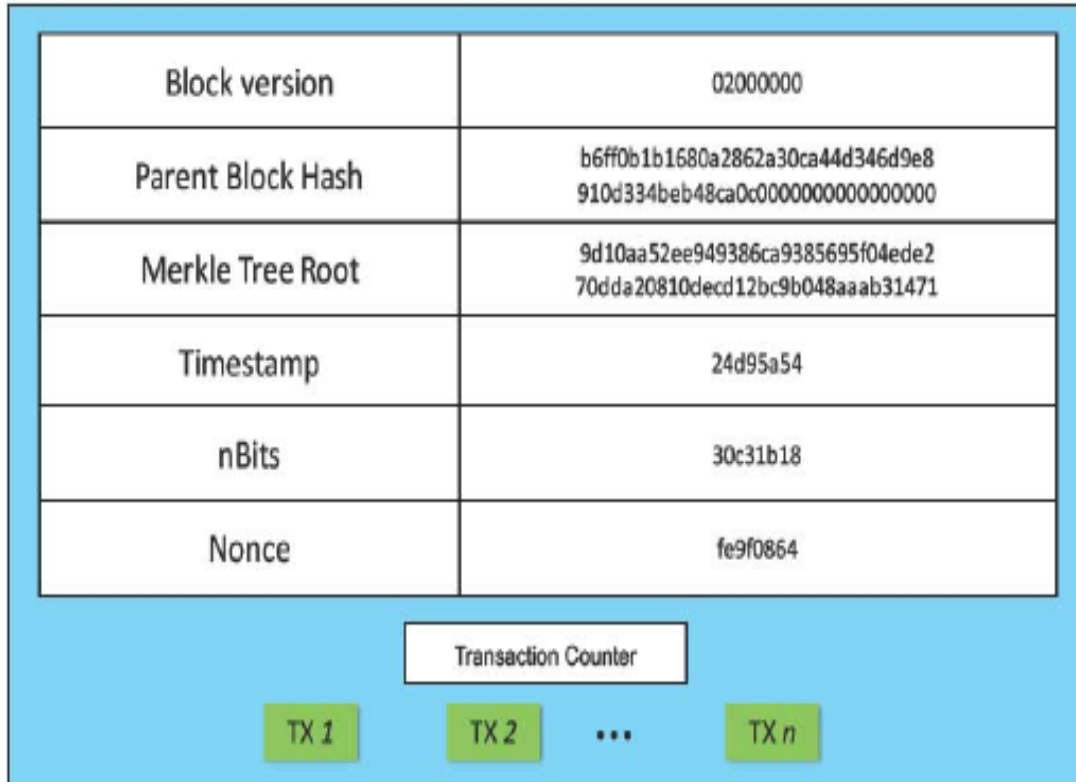 Block version 02000000
Parent Block Hash b6ff0b1b1680a2862a30ca44d346d9e8
910d334beb48ca0c0000000000000000
Merkle Tree Root 9d10aa52ee949386ca9385695f04ede2
70dda20810decd12bc9b048aaab31471
Timestamp 24d95a54
nBits 30c31b18
Nonce fe9f0864
Transaction Counter
TX 1 TX 2 ... TX n